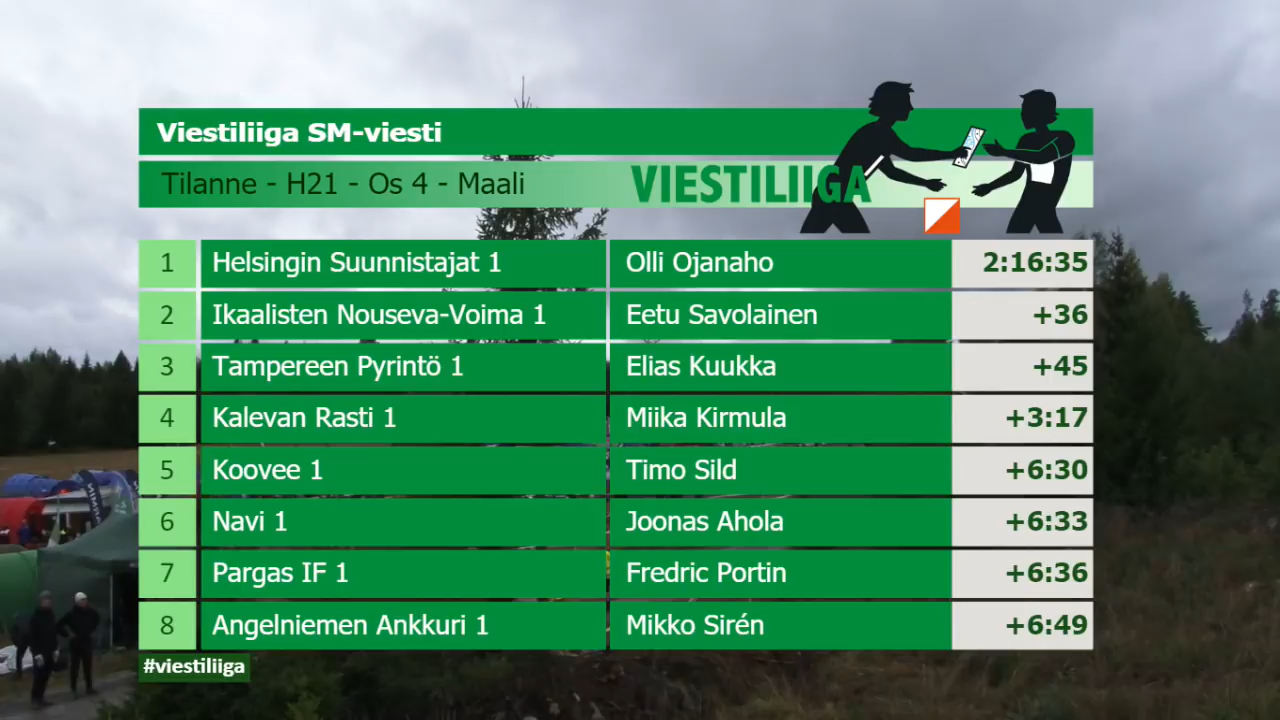 Viestiliiga SM-viesti
Tilanne - H21 - Os 4 - Maali
VIESTILIIGA
1 Helsingin Suunnistajat 1 Olli Ojanaho 2:16:35
2 Ikaalisten Nouseva-Voima 1 Eetu Savolainen +36
3 Tampereen Pyrintö 1 Elias Kuukka +45
4 Kalevan Rasti 1 Miika Kirmula +3:17
5 Koovee 1 Timo Sild +6:30
6 Navi 1 Joonas Ahola +6:33
7 Pargas IF 1 Fredric Portin +6:36
8 Angelniemen Ankkuri 1 Mikko Sirén +6:49
#viestiliiga